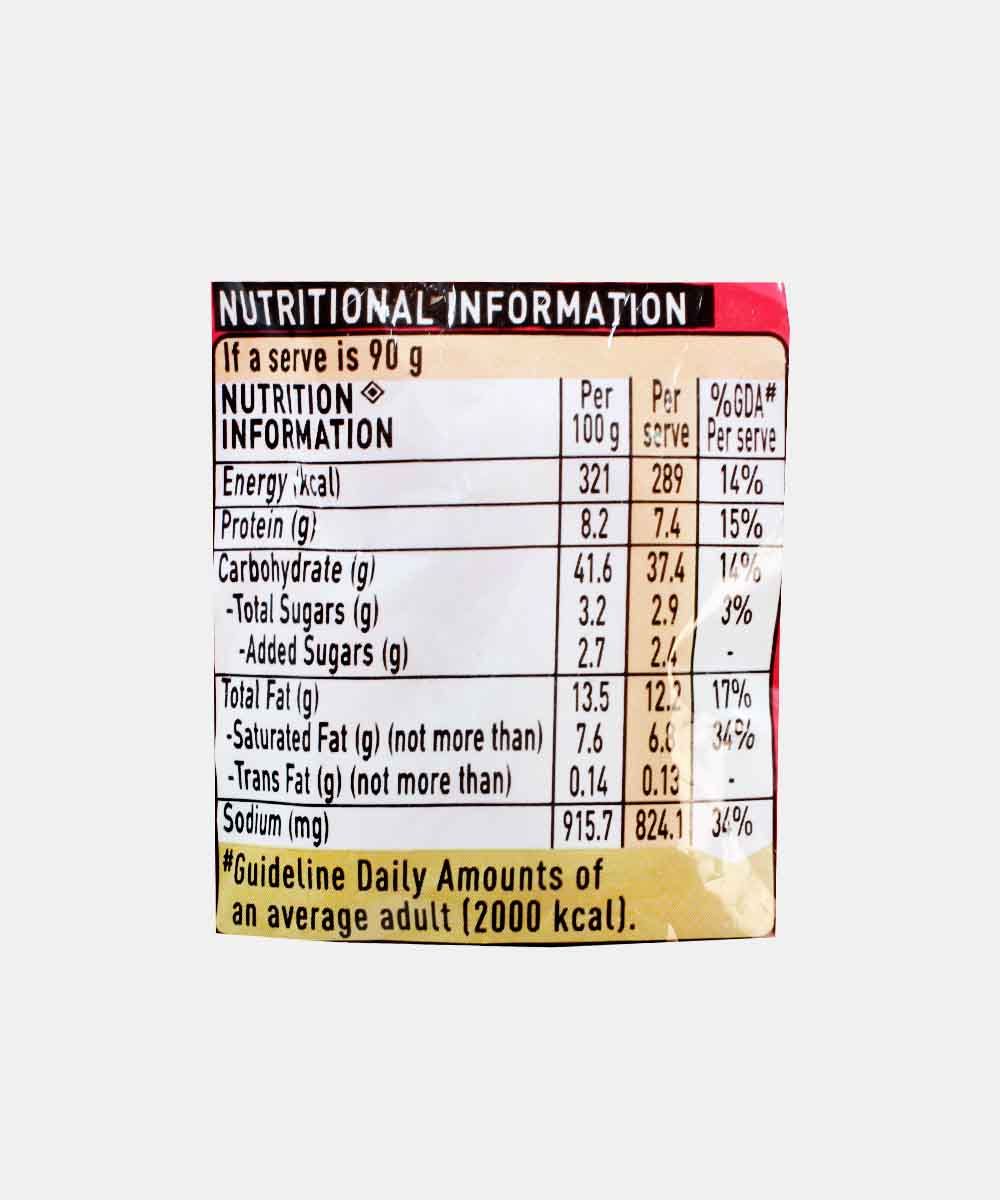 NUTRITIONAL INFORMATION
If a serve is 90 g
NUTRITION INFORMATION Per 100 g Per serve %GDA# Per serve
Energy (kcal) 321 289 14%
Protein (g) 8.2 7.4 15%
Carbohydrate (g) 41.6 37.4 14%
-Total Sugars (g) 3.2 2.9 3%
-Added Sugars (g) 2.7 2.4 -
Total Fat (g) 13.5 12.2 17%
-Saturated Fat (g) (not more than) 7.6 6.8 34%
-Trans Fat (g) (not more than) 0.14 0.13 -
Sodium (mg) 915.7 824.1 34%
#Guideline Daily Amounts of
an average adult (2000 kcal).